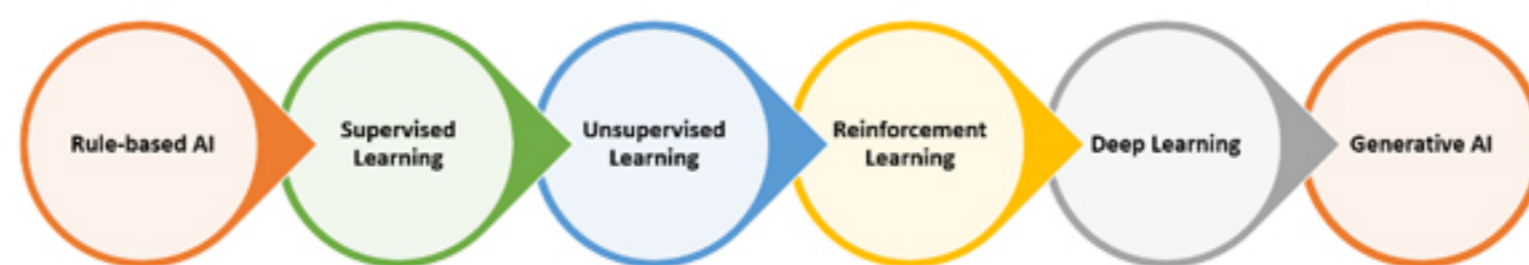 Rule-based AI
Supervised
Learning
Unsupervised
Learning
Reinforcement
Learning
Deep Learning
Generative AI